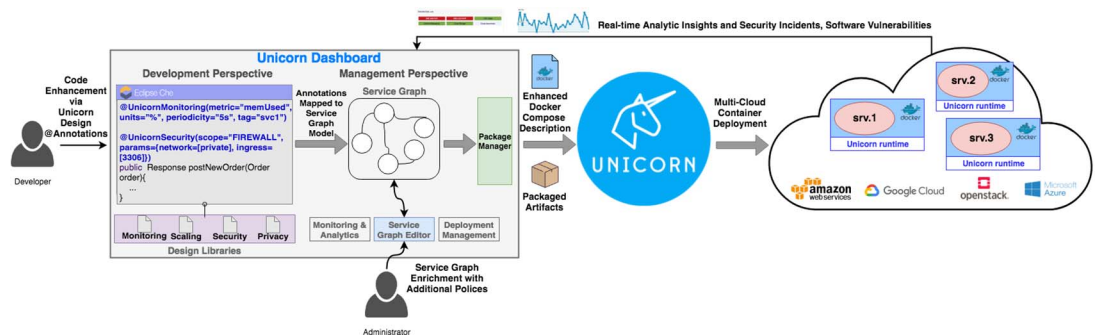 Real-time Analytic Insights and Security Incidents, Software Vulnerabilities
Unicorn Dashboard
Development Perspective
Management Perspective
Code
Enhancement
via
Unicorn
Design
@Annotations
Developer
Eclipse Che
@UnicornMonitoring(metric="memUsed",
units="%", periodicity="5s", tag="svc1")
@UnicornSecurity(scope="FIREWALL",
params={network=[private], ingress=
[3306]})
public Response postNewOrder(Order
order){
...
}
Monitoring
Scaling
Security
Privacy
Design Libraries
Annotations
Mapped to
Service
Graph
Model
Service Graph
Package
Manager
Monitoring &
Analytics
Service
Graph Editor
Deployment
Management
Service Graph
Enrichment with
Additional Polices
Administrator
docker
Enhanced
Docker
Compose
Description
Packaged
Artifacts
UNICORN
Multi-Cloud
Container
Deployment
srv.1
docker
Unicorn runtime
srv.2
docker
Unicorn runtime
srv.3
docker
Unicorn runtime
amazon
webservices
Google Cloud
openstack.
Microsoft
Azure